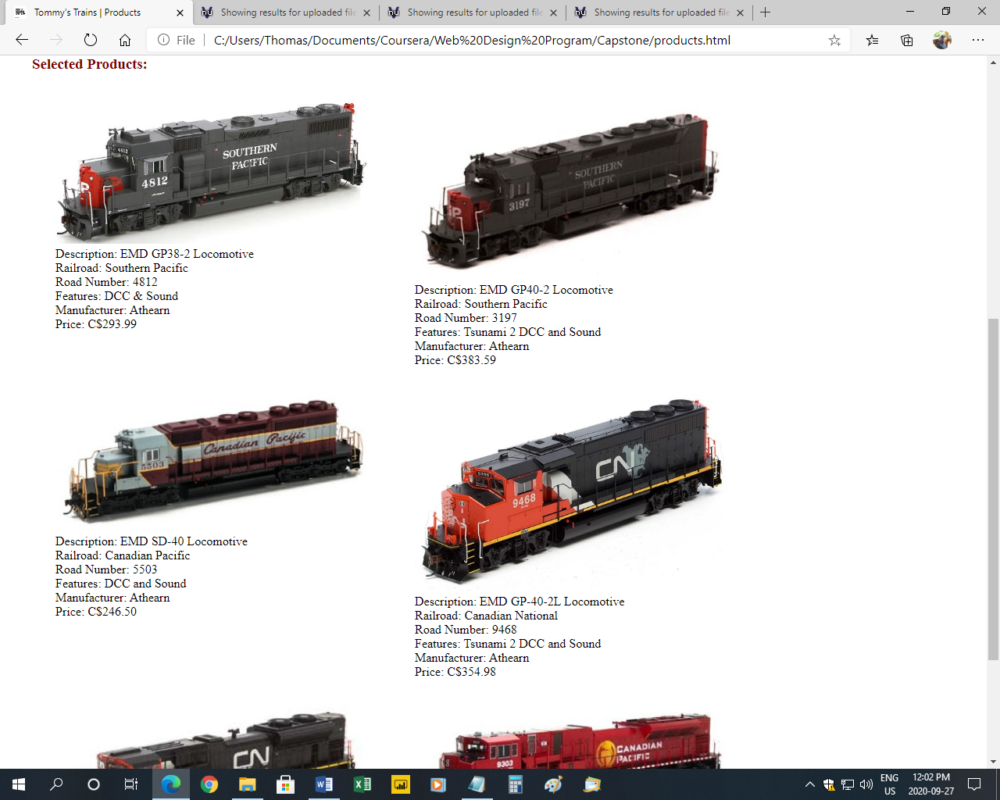 Tommy's Trains | Products
Showing results for uploaded file
Showing results for uploaded file
Showing results for uploaded file
File
C:/Users/Thomas/Documents/Coursera/Web%20Design%20Program/Capstone/products.html
Selected Products:
4812
SOUTHERN
PACIFIC
4812
Description: EMD GP38-2 Locomotive
Railroad: Southern Pacific
Road Number: 4812
Features: DCC & Sound
Manufacturer: Athearn
Price: C$293.99
SOUTHERN
PACIFIC
3197
SP
Description: EMD GP40-2 Locomotive
Railroad: Southern Pacific
Road Number: 3197
Features: Tsunami 2 DCC and Sound
Manufacturer: Athearn
Price: C$383.59
Canadian Pacific
5503
Description: EMD SD-40 Locomotive
Railroad: Canadian Pacific
Road Number: 5503
Features: DCC and Sound
Manufacturer: Athearn
Price: C$246.50
CN
9468
9468
Description: EMD GP-40-2L Locomotive
Railroad: Canadian National
Road Number: 9468
Features: Tsunami 2 DCC and Sound
Manufacturer: Athearn
Price: C$354.98
CN
CANADIAN
PACIFIC
9303
ENG
US
12:02 PM
2020-09-27